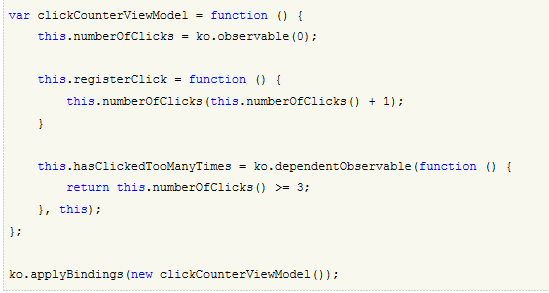 var clickCounterViewModel = function () {
    this.numberOfClicks = ko.observable(0);

    this.registerClick = function () {
        this.numberOfClicks(this.numberOfClicks() + 1);
    }

    this.hasClickedTooManyTimes = ko.dependentObservable(function () {
        return this.numberOfClicks() >= 3;
    }, this);
};

ko.applyBindings(new clickCounterViewModel());